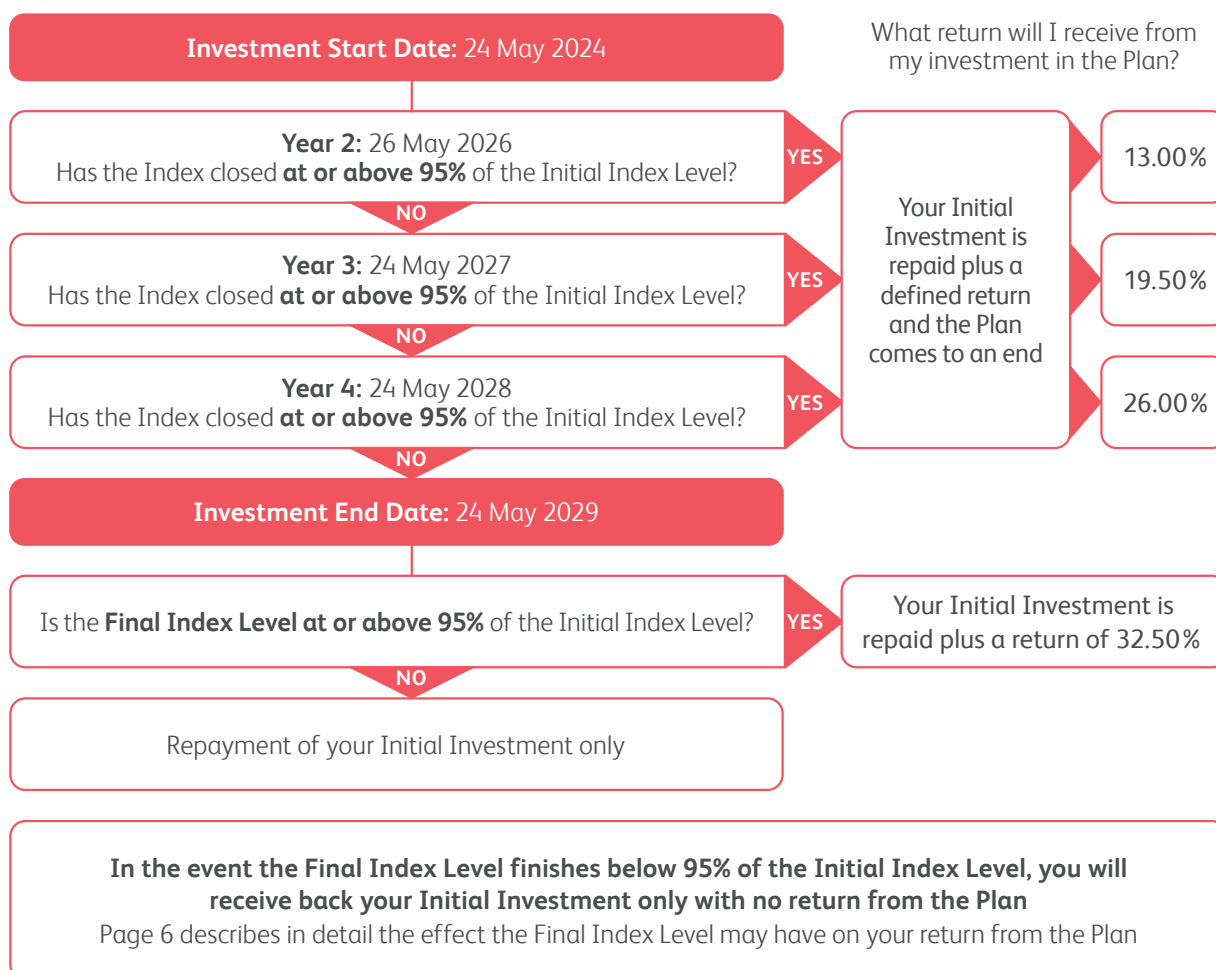 Investment Start Date: 24 May 2024
What return will I receive from
my investment in the Plan?
Year 2: 26 May 2026
Has the Index closed at or above 95% of the Initial Index Level?
YES
13.00%
NO
Year 3: 24 May 2027
Has the Index closed at or above 95% of the Initial Index Level?
YES
19.50%
NO
Year 4: 24 May 2028
Has the Index closed at or above 95% of the Initial Index Level?
YES
26.00%
NO
Your Initial
Investment is
repaid plus a
defined return
and the Plan
comes to an end
Investment End Date: 24 May 2029
Is the Final Index Level at or above 95% of the Initial Index Level?
YES
Your Initial Investment is
repaid plus a return of 32.50%
NO
Repayment of your Initial Investment only
In the event the Final Index Level finishes below 95% of the Initial Index Level, you will
receive back your Initial Investment only with no return from the Plan
Page 6 describes in detail the effect the Final Index Level may have on your return from the Plan